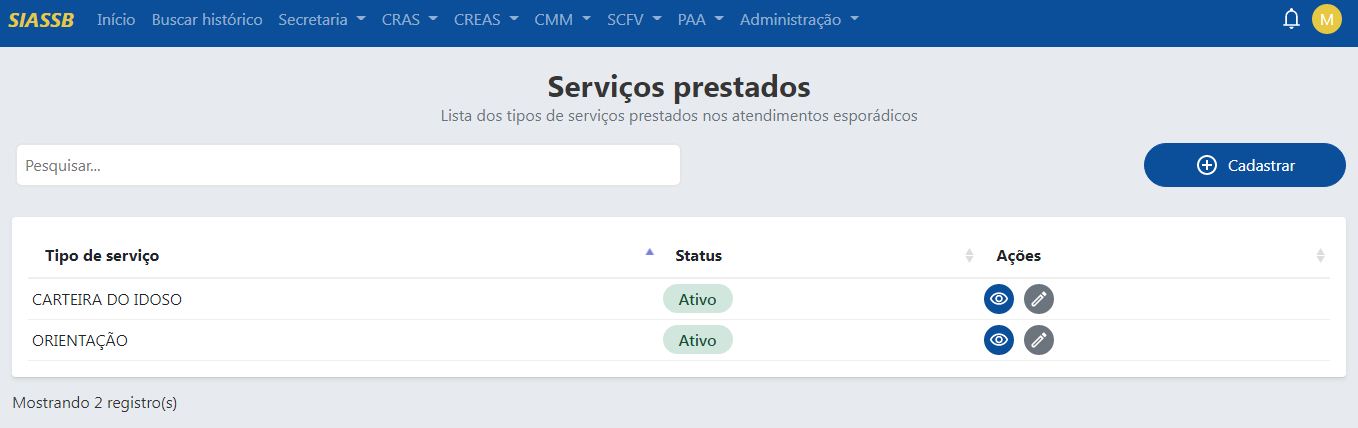 SIASSB Início Buscar histórico Secretaria CRAS CREAS CMM SCFV PAA Administração M
Serviços prestados
Lista dos tipos de serviços prestados nos atendimentos esporádicos
Pesquisar... Cadastrar
Tipo de serviço Status Ações
CARTEIRA DO IDOSO Ativo
ORIENTAÇÃO Ativo
Mostrando 2 registro(s)